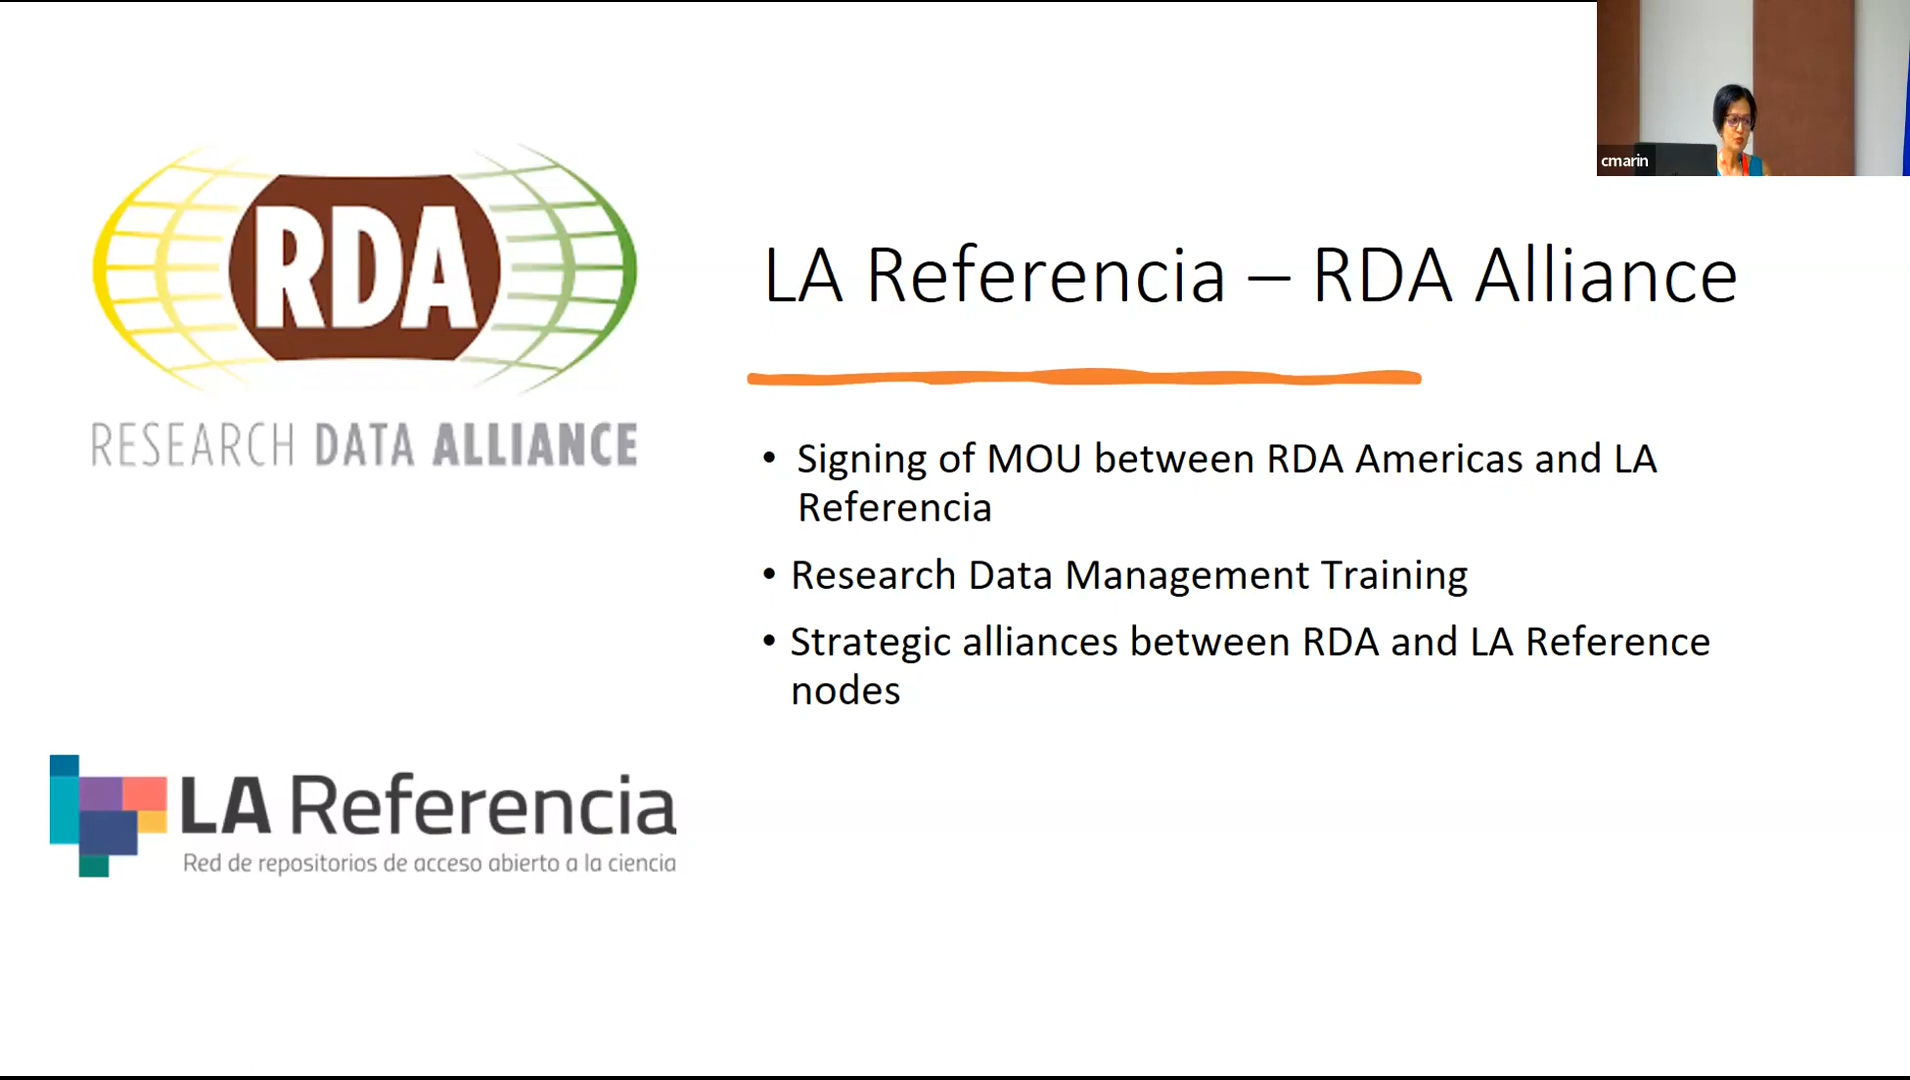 cmarin
RDA
RESEARCH DATA ALLIANCE
LA Referencia – RDA Alliance
• Signing of MOU between RDA Americas and LA
Referencia
• Research Data Management Training
• Strategic alliances between RDA and LA Reference
nodes
LA Referencia
Red de repositorios de acceso abierto a la ciencia